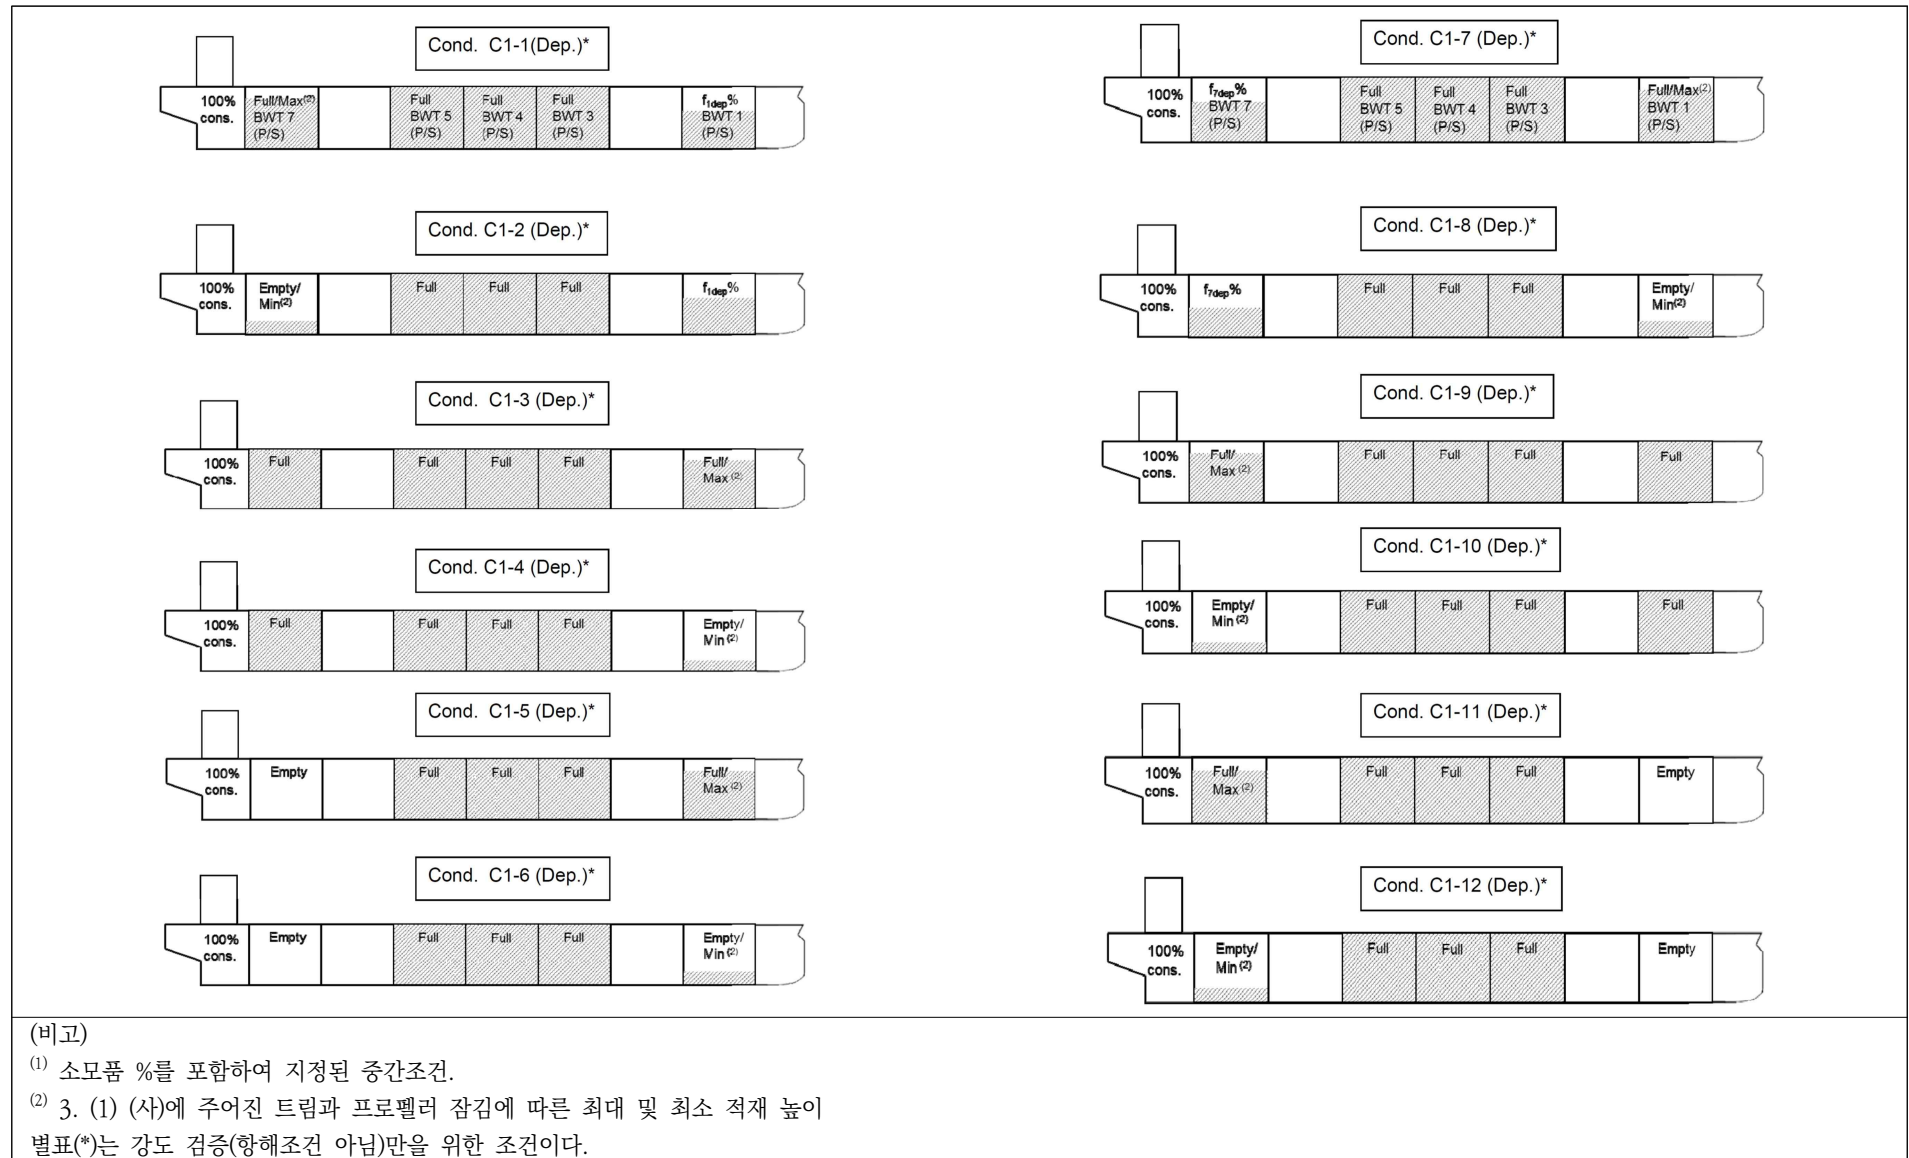 Cond. C1-1(Dep.)*
100% cons.
Full/Max(2) BWT 7 (P/S)
Full BWT 5 (P/S)
Full BWT 4 (P/S)
Full BWT 3 (P/S)
f1dep% BWT 1 (P/S)
Cond. C1-2 (Dep.)*
100% cons.
Empty/ Min(2)
Full
Full
Full
f1dep%
Cond. C1-3 (Dep.)*
100% cons.
Full
Full
Full
Full
Full/ Max (2)
Cond. C1-4 (Dep.)*
100% cons.
Full
Full
Full
Full
Empty/ Min (2)
Cond. C1-5 (Dep.)*
100% cons.
Empty
Full
Full
Full
Full/ Max (2)
Cond. C1-6 (Dep.)*
100% cons.
Empty
Full
Full
Full
Empty/ Min (2)
Cond. C1-7 (Dep.)*
100% cons.
f7dep% BWT 7 (P/S)
Full BWT 5 (P/S)
Full BWT 4 (P/S)
Full BWT 3 (P/S)
Full/Max(2) BWT 1 (P/S)
Cond. C1-8 (Dep.)*
100% cons.
f7dep%
Full
Full
Full
Empty/ Min(2)
Cond. C1-9 (Dep.)*
100% cons.
Full/ Max (2)
Full
Full
Full
Full
Cond. C1-10 (Dep.)*
100% cons.
Empty/ Min (2)
Full
Full
Full
Full
Cond. C1-11 (Dep.)*
100% cons.
Full/ Max (2)
Full
Full
Full
Empty
Cond. C1-12 (Dep.)*
100% cons.
Empty/ Min (2)
Full
Full
Full
Empty
(비고)
(1) 소모품 %를 포함하여 지정된 중간조건.
(2) 3. (1) (사)에 주어진 트림과 프로펠러 잠김에 따른 최대 및 최소 적재 높이
별표(*)는 강도 검증(항해조건 아님)만을 위한 조건이다.